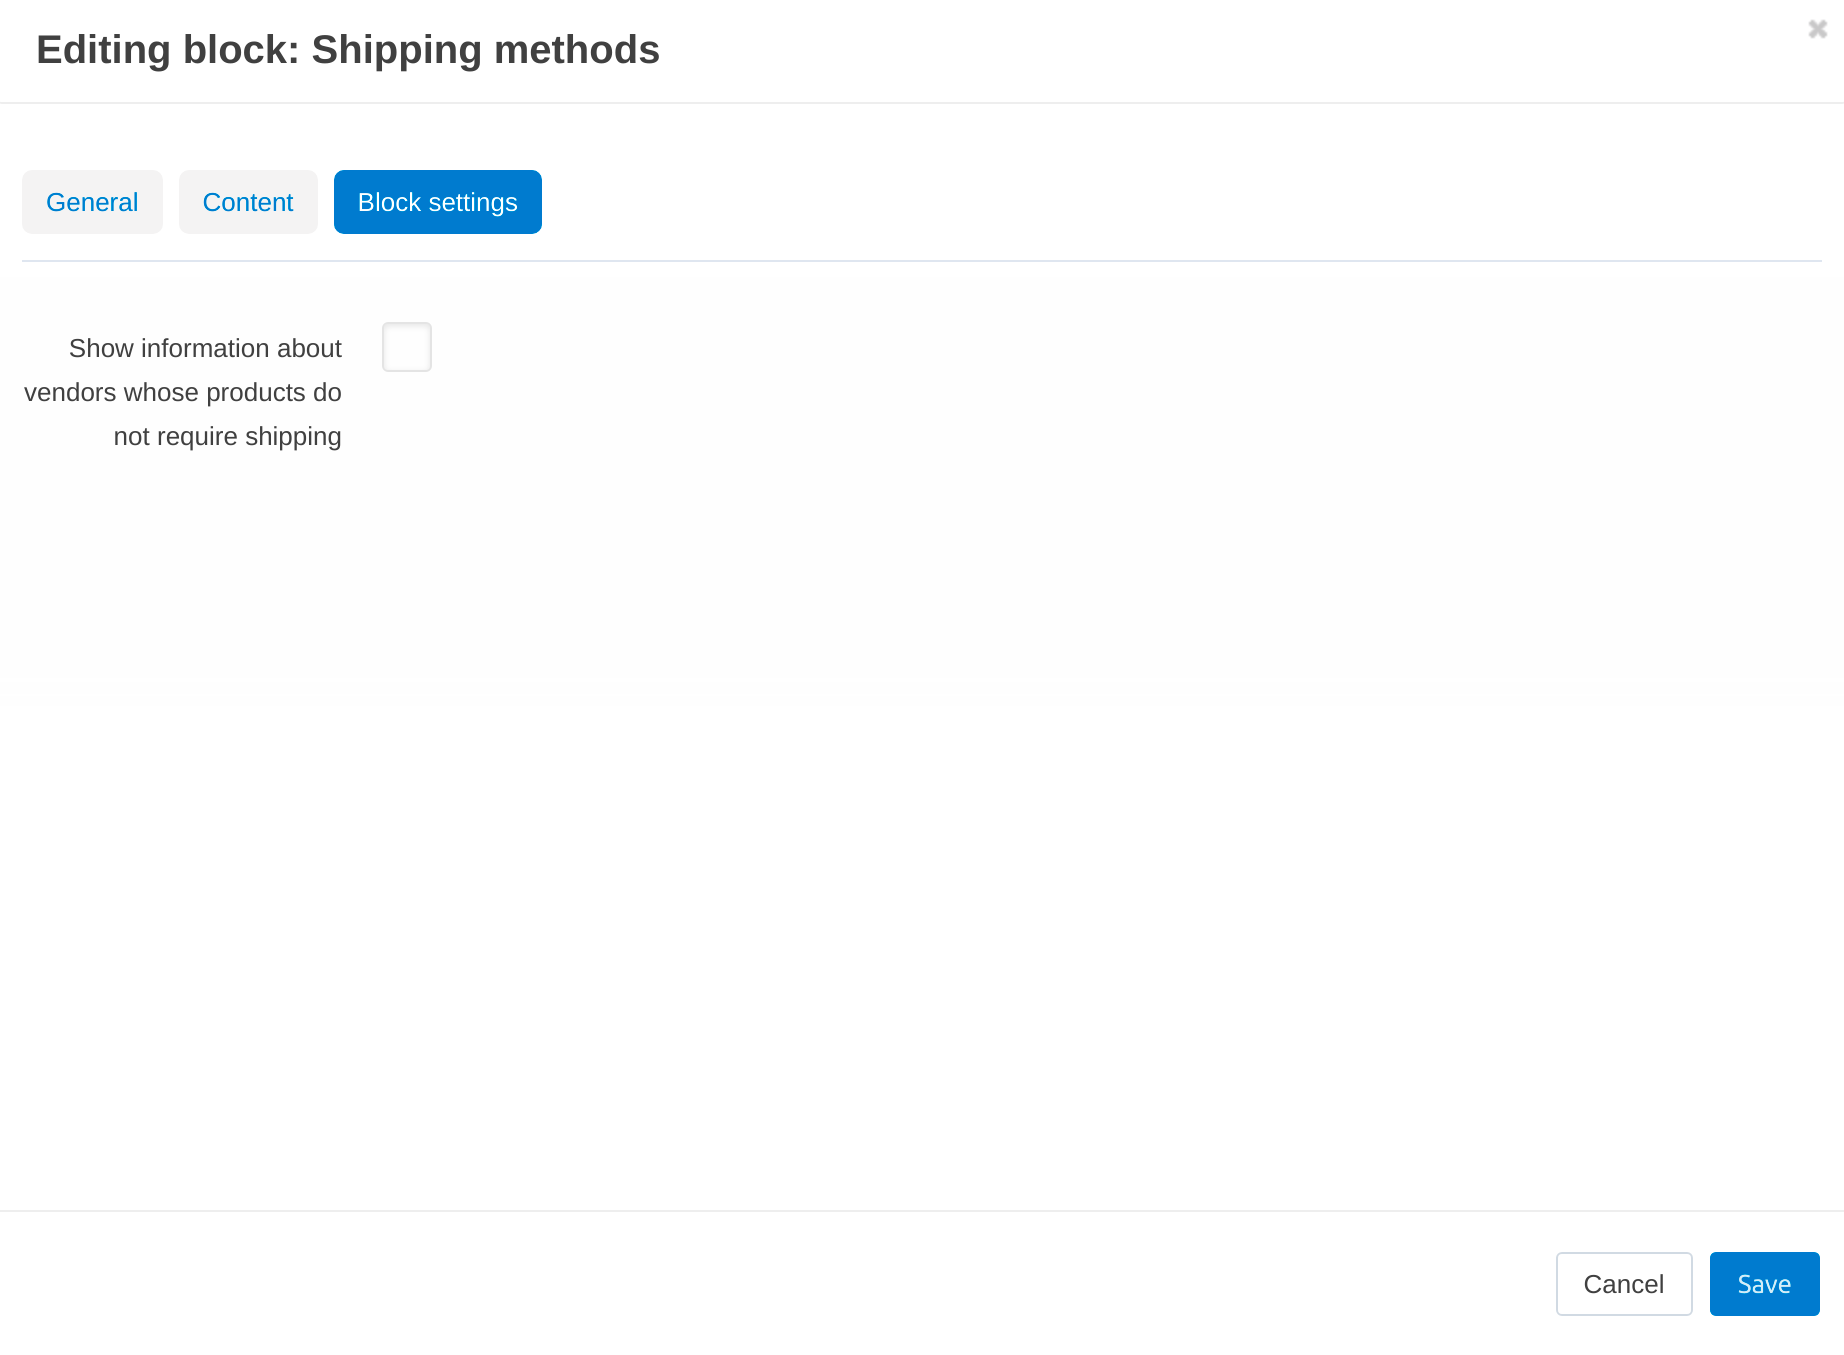 Editing block: Shipping methods
General
Content
Block settings
Show information about
vendors whose products do
not require shipping
Cancel
Save